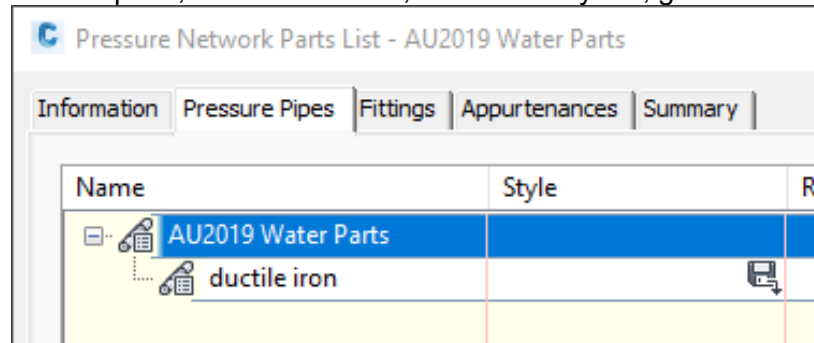 Pressure Network Parts List - AU2019 Water Parts
Information Pressure Pipes Fittings Appurtenances Summary
Name Style R
AU2019 Water Parts
ductile iron